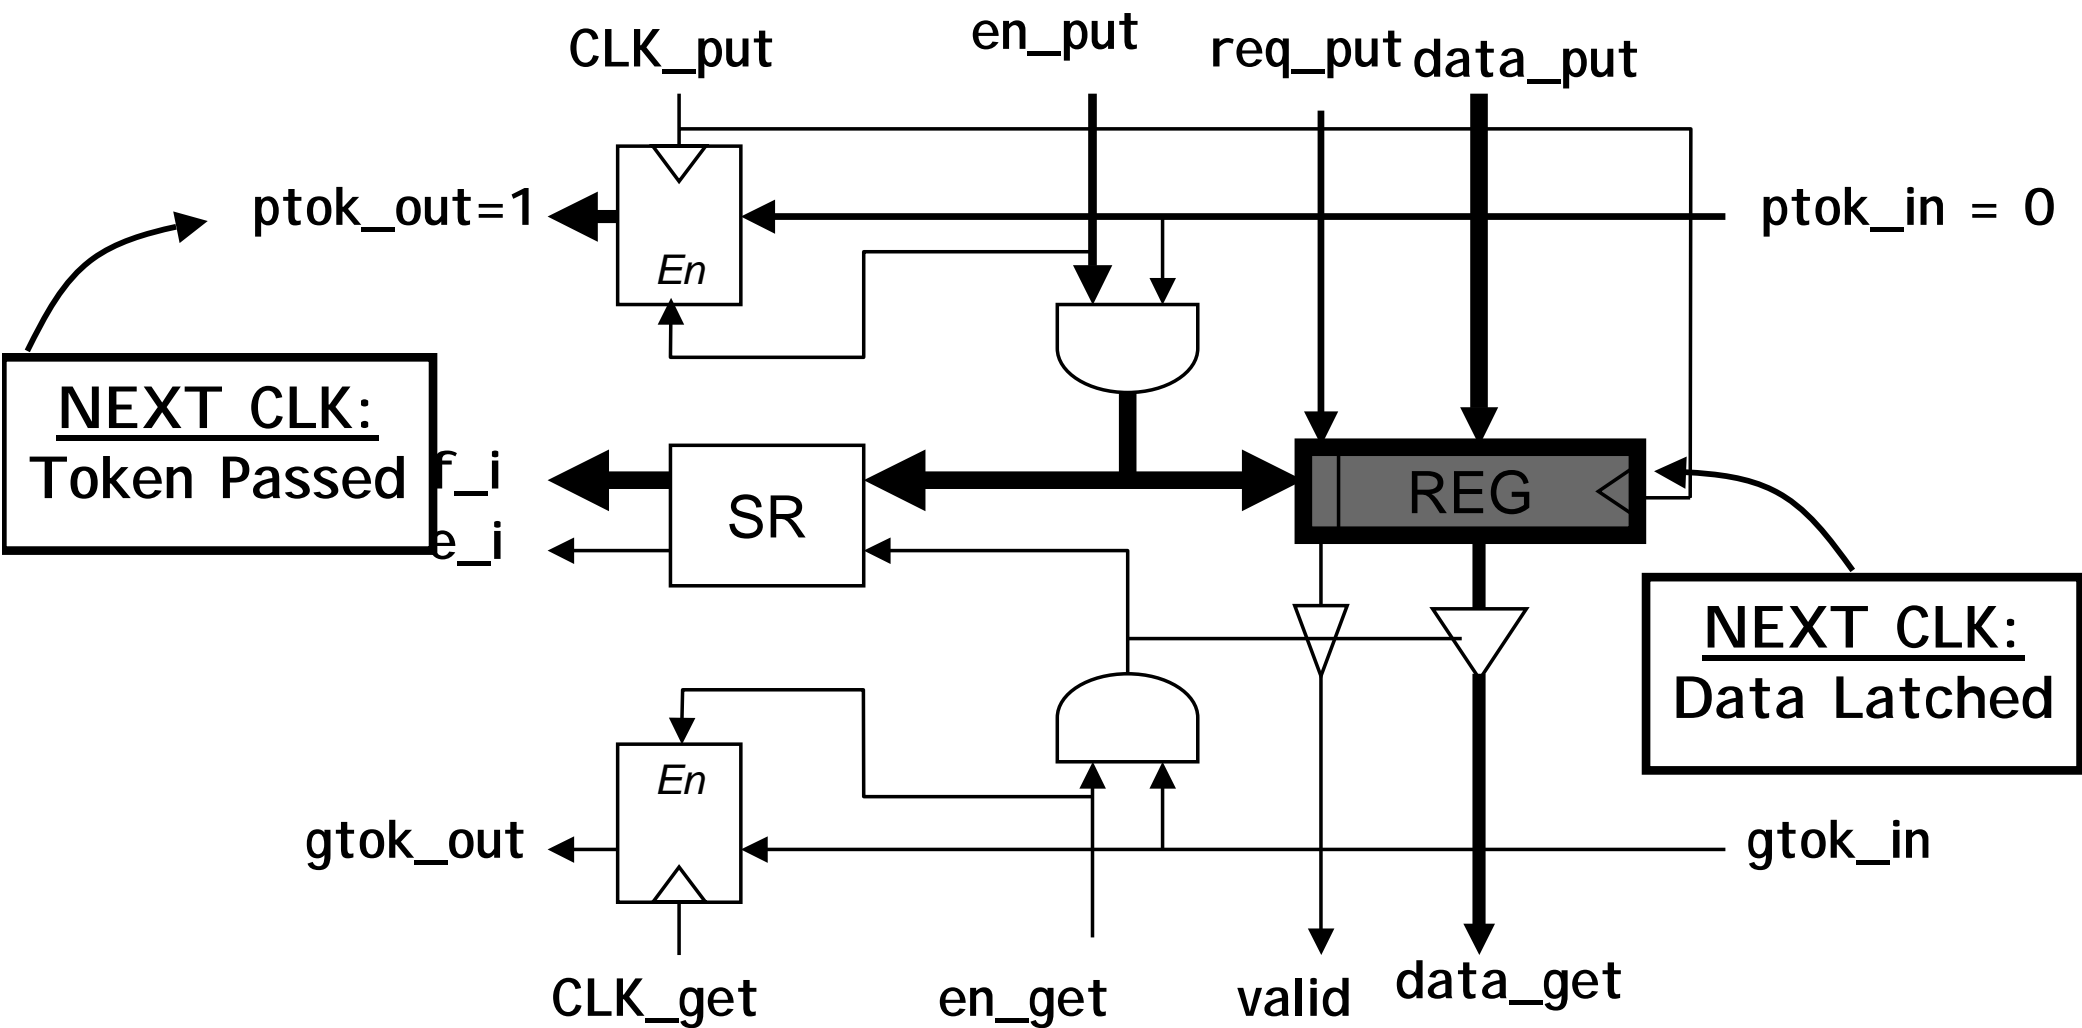 CLK_put
en_put
req_put
data_put
ptok_out=1
ptok_in = 0
En
NEXT CLK:
Token Passed
f_i
e_i
SR
REG
NEXT CLK:
Data Latched
En
gtok_out
gtok_in
CLK_get
en_get
valid
data_get